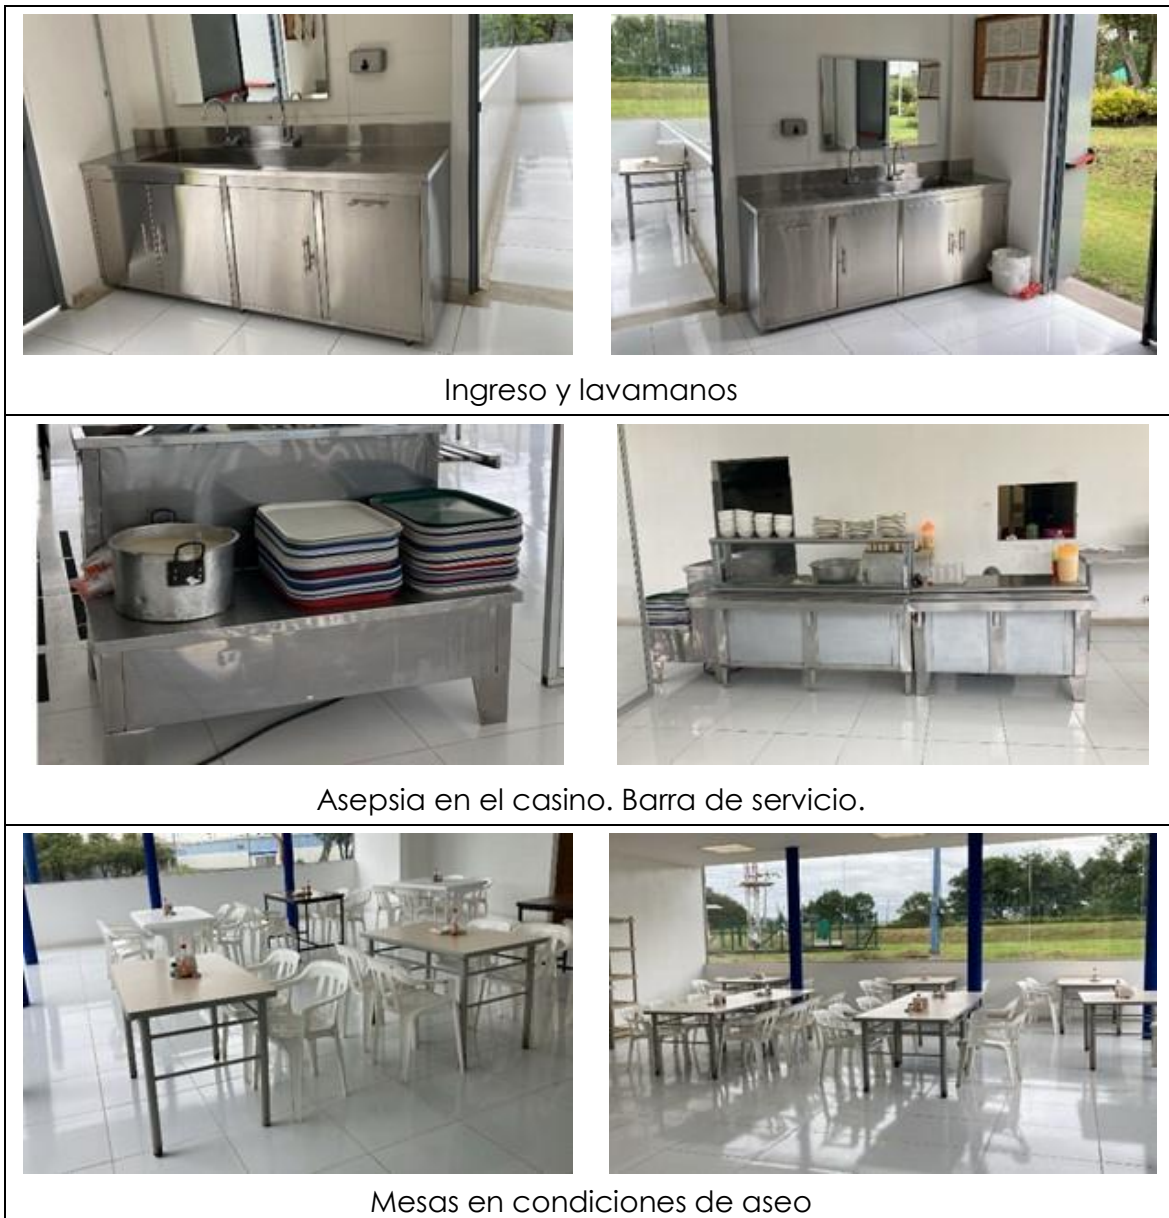 Ingreso y lavamanos
Asepsia en el casino. Barra de servicio.
Mesas en condiciones de aseo